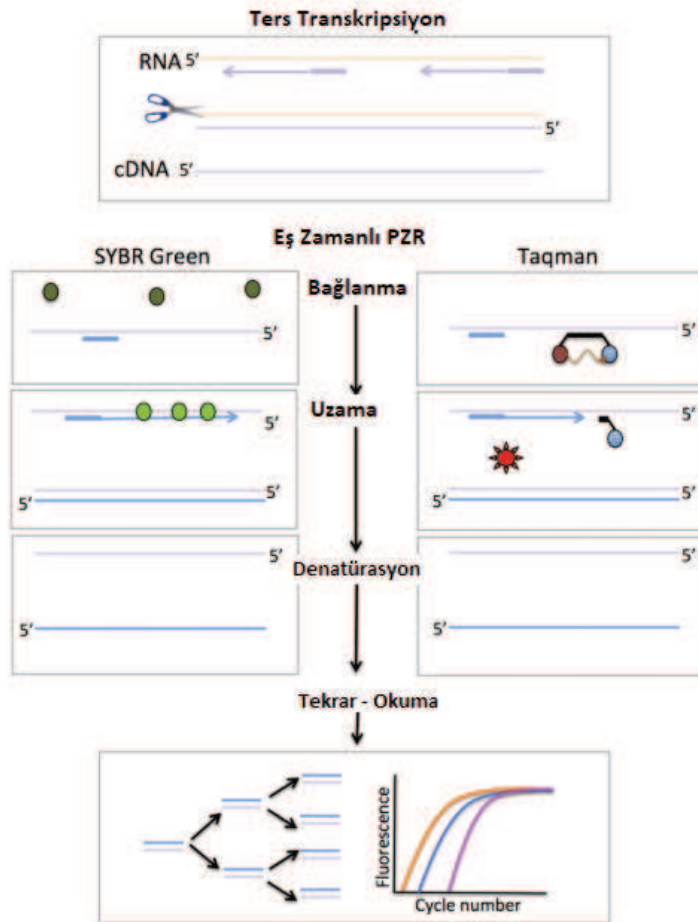 Ters Transkripsiyon
RNA 5'
5'
cDNA 5'
Eş Zamanlı PZR
SYBR Green
Taqman
Bağlanma
5'
5'
Uzama
5'
5'
5'
5'
5'
5'
5'
Denatürasyon
5'
5'
5'
5'
Tekrar - Okuma
Fluorescence
Cycle number